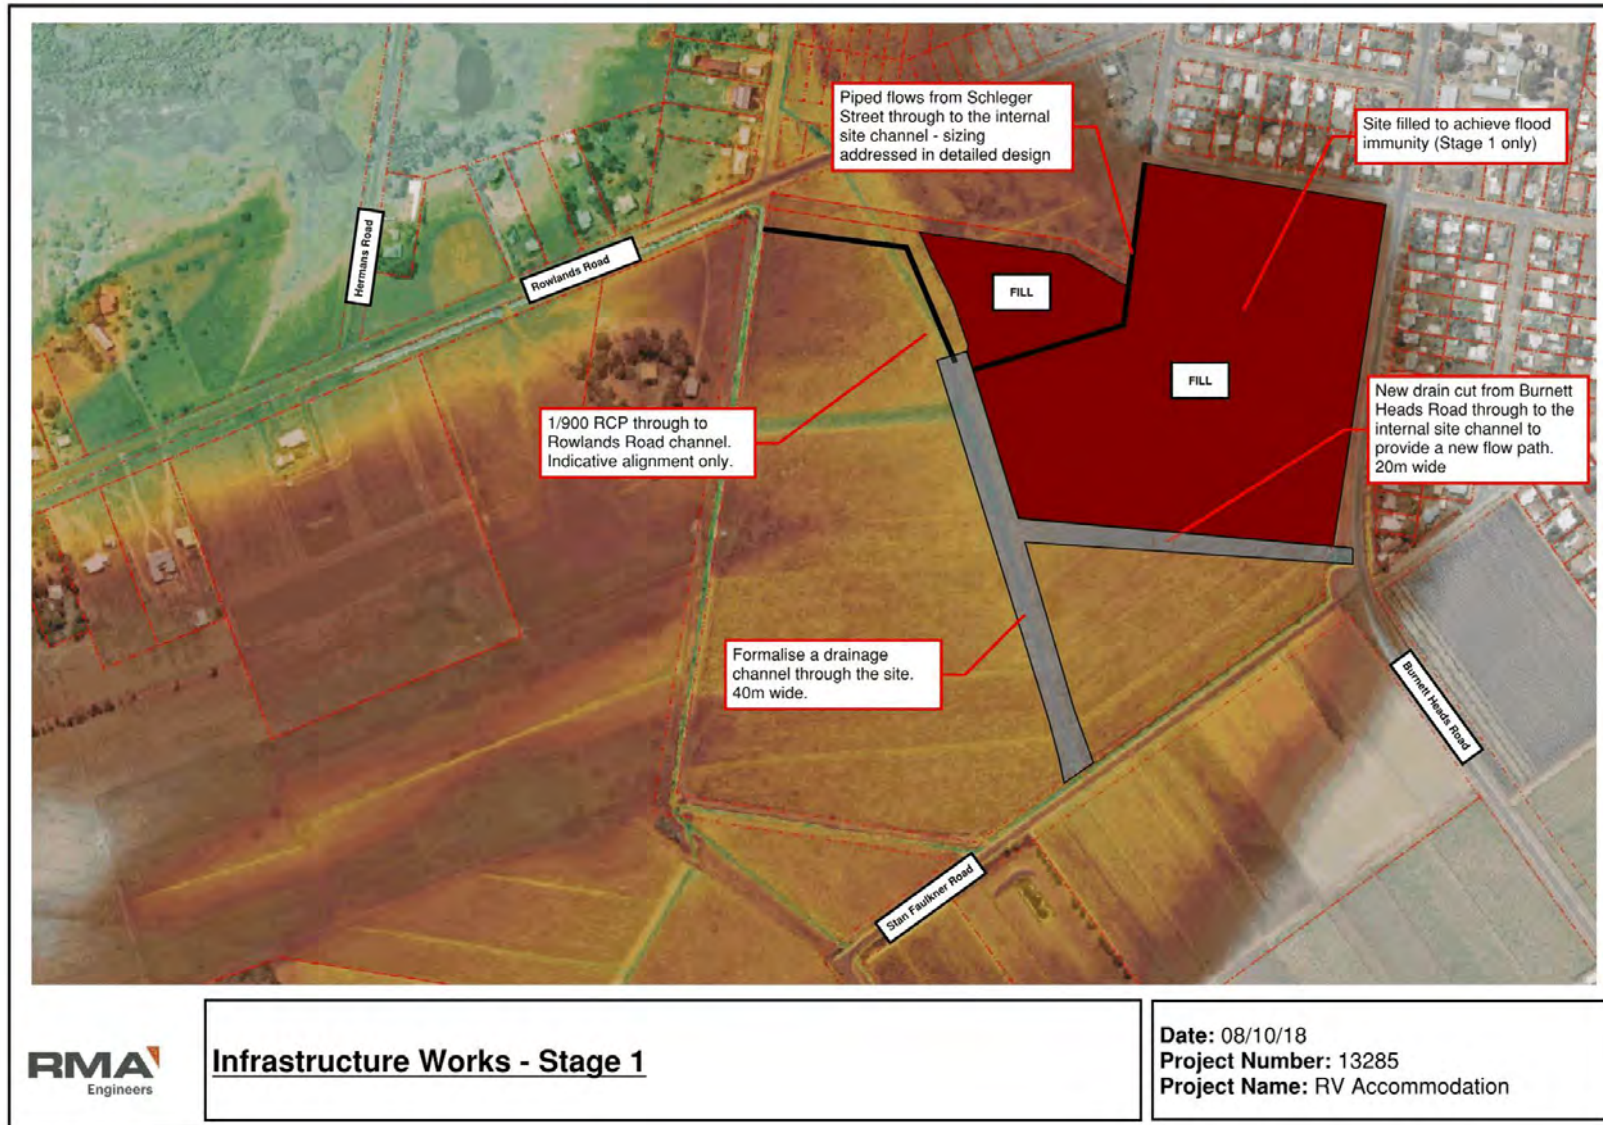 Piped flows from Schleger
Street through to the internal
site channel - sizing
addressed in detailed design
Site filled to achieve flood
immunity (Stage 1 only)
Hermans Road
Rowlands Road
FILL
FILL
1/900 RCP through to
Rowlands Road channel.
Indicative alignment only.
New drain cut from Burnett
Heads Road through to the
internal site channel to
provide a new flow path.
20m wide
Formalise a drainage
channel through the site.
40m wide.
Burnett Heads Road
Stan Faulkner Road
RMA
Engineers
Infrastructure Works - Stage 1
Date: 08/10/18
Project Number: 13285
Project Name: RV Accommodation